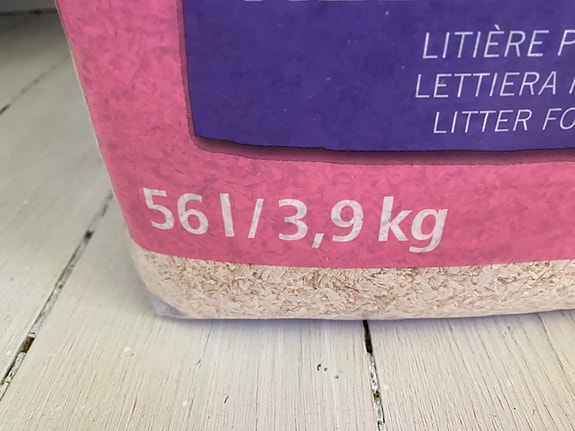 LITIÈRE
LETTIERA
LITTER
56 l / 3,9 kg